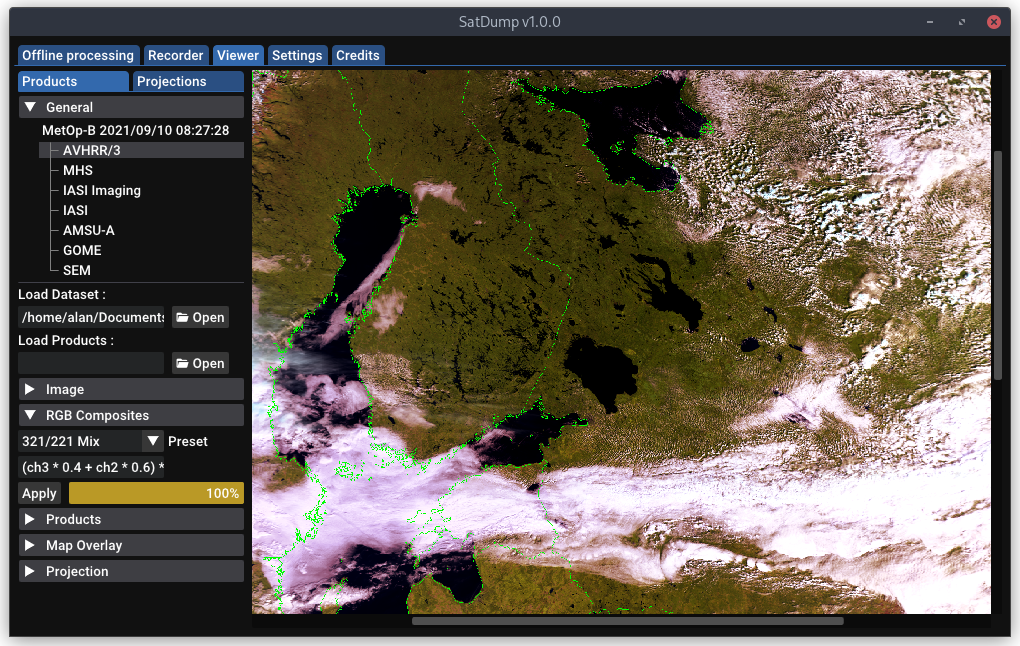 SatDump v1.0.0
Offline processing Recorder Viewer Settings Credits
Products Projections
General
MetOp-B 2021/09/10 08:27:28
AVHRR/3
MHS
IASI Imaging
IASI
AMSU-A
GOME
SEM
Load Dataset :
/home/alan/Documents Open
Load Products :
Open
Image
RGB Composites
321/221 Mix Preset
(ch3 * 0.4 + ch2 * 0.6) *
Apply 100%
Products
Map Overlay
Projection